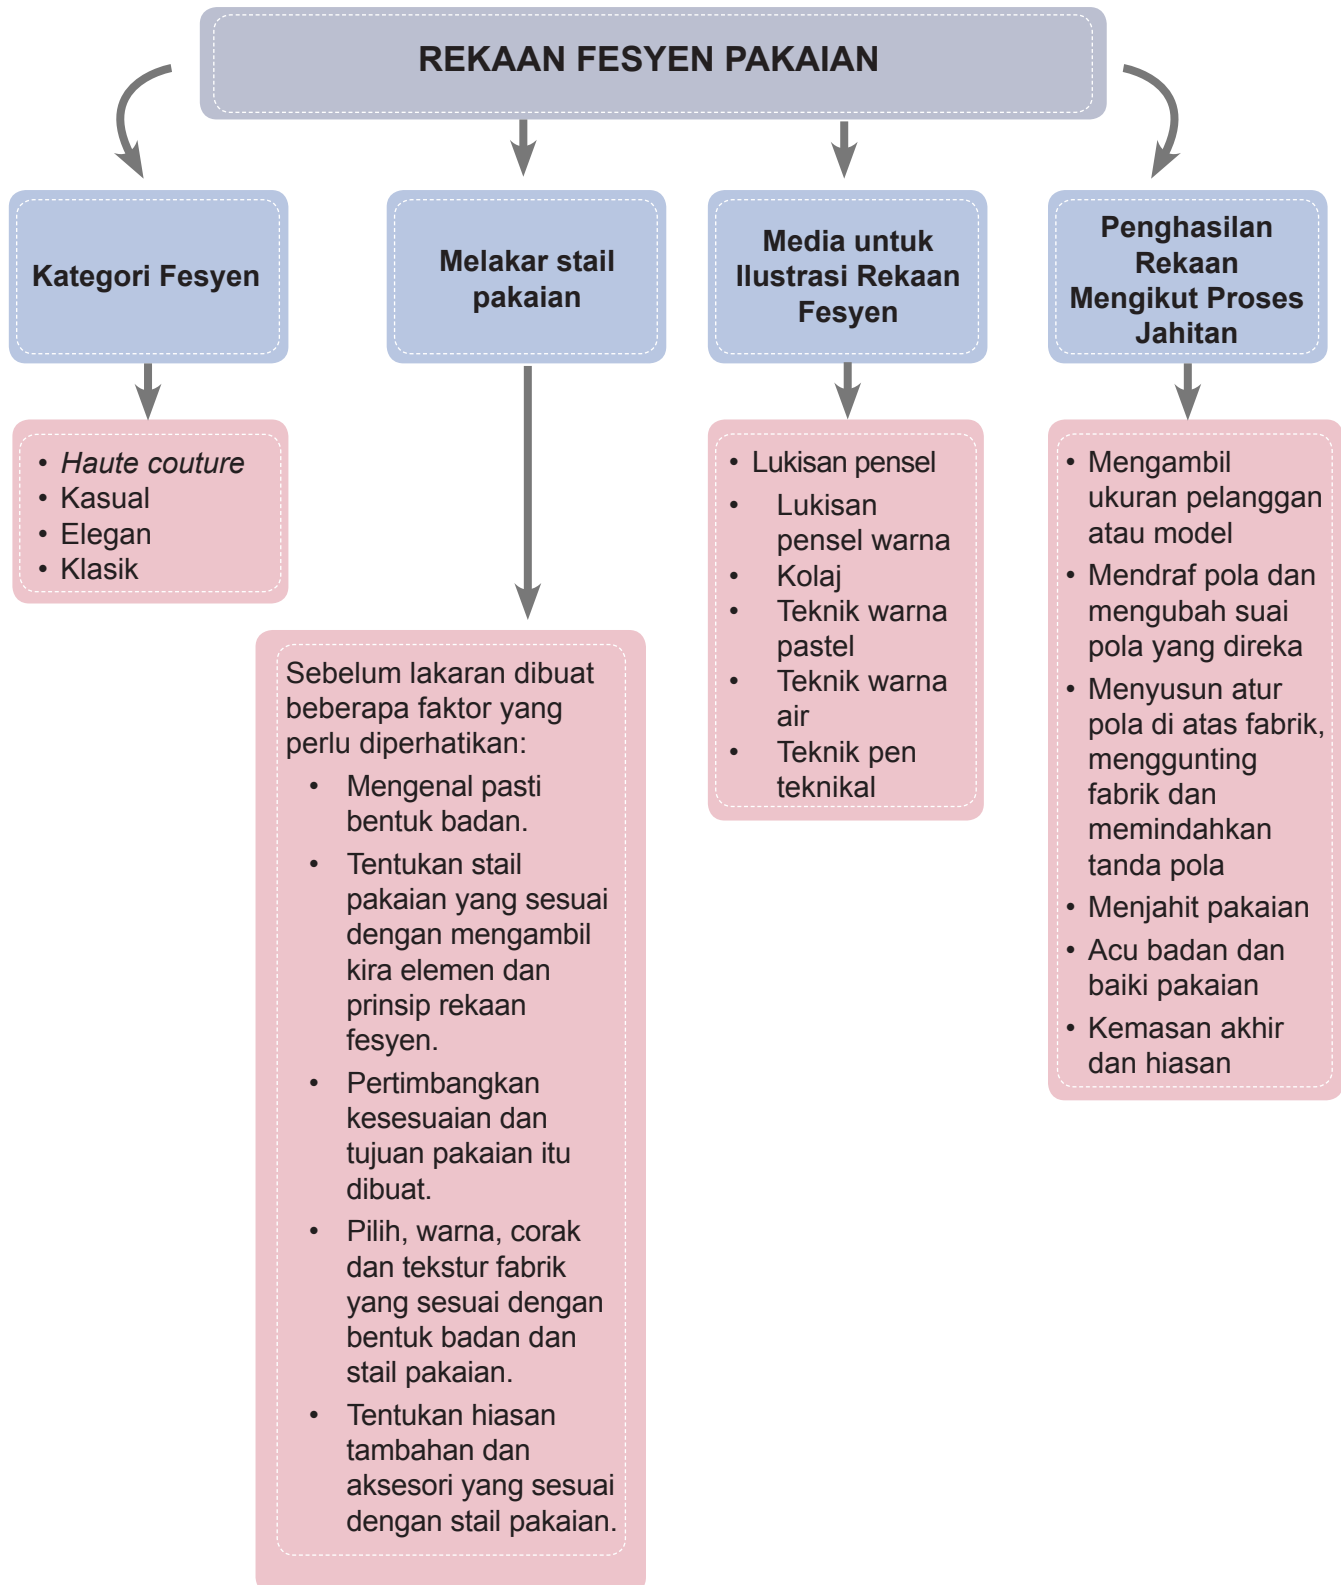 REKAAN FESYEN PAKAIAN
Kategori Fesyen
• Haute couture
• Kasual
• Elegan
• Klasik
Melakar stail
pakaian
Sebelum lakaran dibuat
beberapa faktor yang
perlu diperhatikan:
• Mengenal pasti
bentuk badan.
• Tentukan stail
pakaian yang sesuai
dengan mengambil
kira elemen dan
prinsip rekaan
fesyen.
• Pertimbangkan
kesesuaian dan
tujuan pakaian itu
dibuat.
• Pilih, warna, corak
dan tekstur fabrik
yang sesuai dengan
bentuk badan dan
stail pakaian.
• Tentukan hiasan
tambahan dan
aksesori yang sesuai
dengan stail pakaian.
Media untuk
Ilustrasi Rekaan
Fesyen
• Lukisan pensel
• Lukisan
pensel warna
• Kolaj
• Teknik warna
pastel
• Teknik warna
air
• Teknik pen
teknikal
Penghasilan
Rekaan
Mengikut Proses
Jahitan
• Mengambil
ukuran pelanggan
atau model
• Mendraf pola dan
mengubah suai
pola yang direka
• Menyusun atur
pola di atas fabrik,
menggunting
fabrik dan
memindahkan
tanda pola
• Menjahit pakaian
• Acu badan dan
baiki pakaian
• Kemasan akhir
dan hiasan